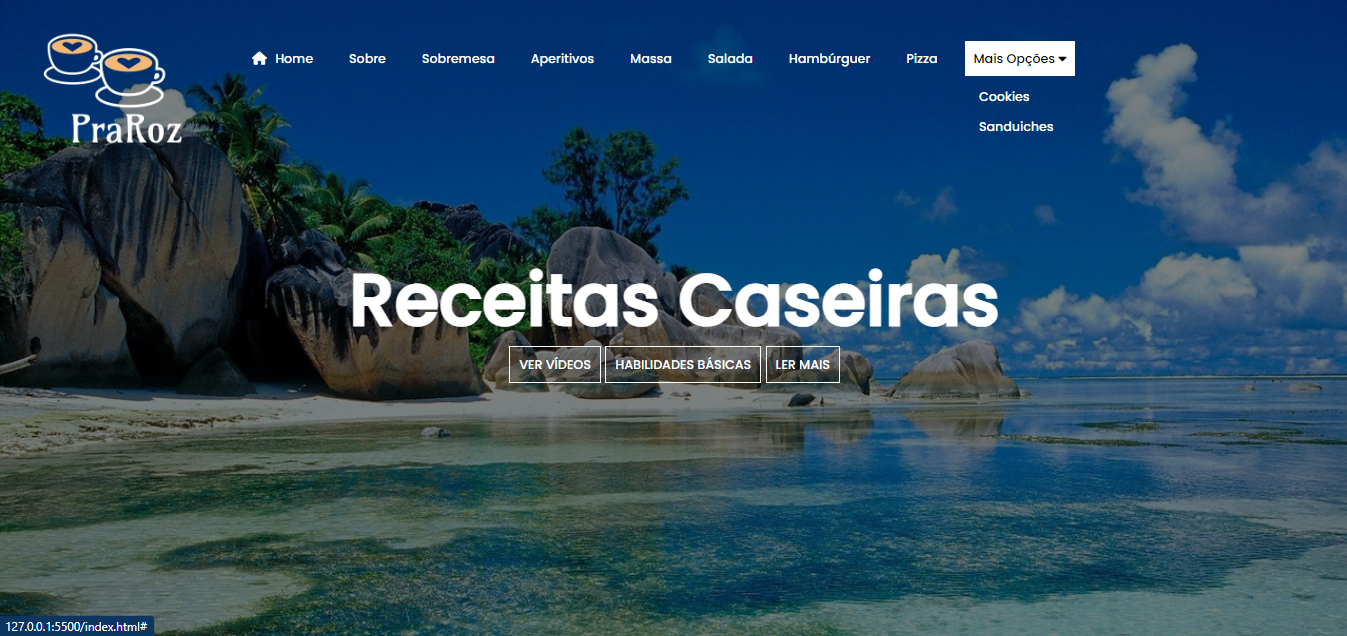 Home Sobre Sobremesa Aperitivos Massa Salada Hambúrguer Pizza Mais Opções
Cookies
Sanduiches
PraRoz
Receitas Caseiras
VER VÍDEOS HABILIDADES BÁSICAS LER MAIS
127.0.0.1:5500/index.html#